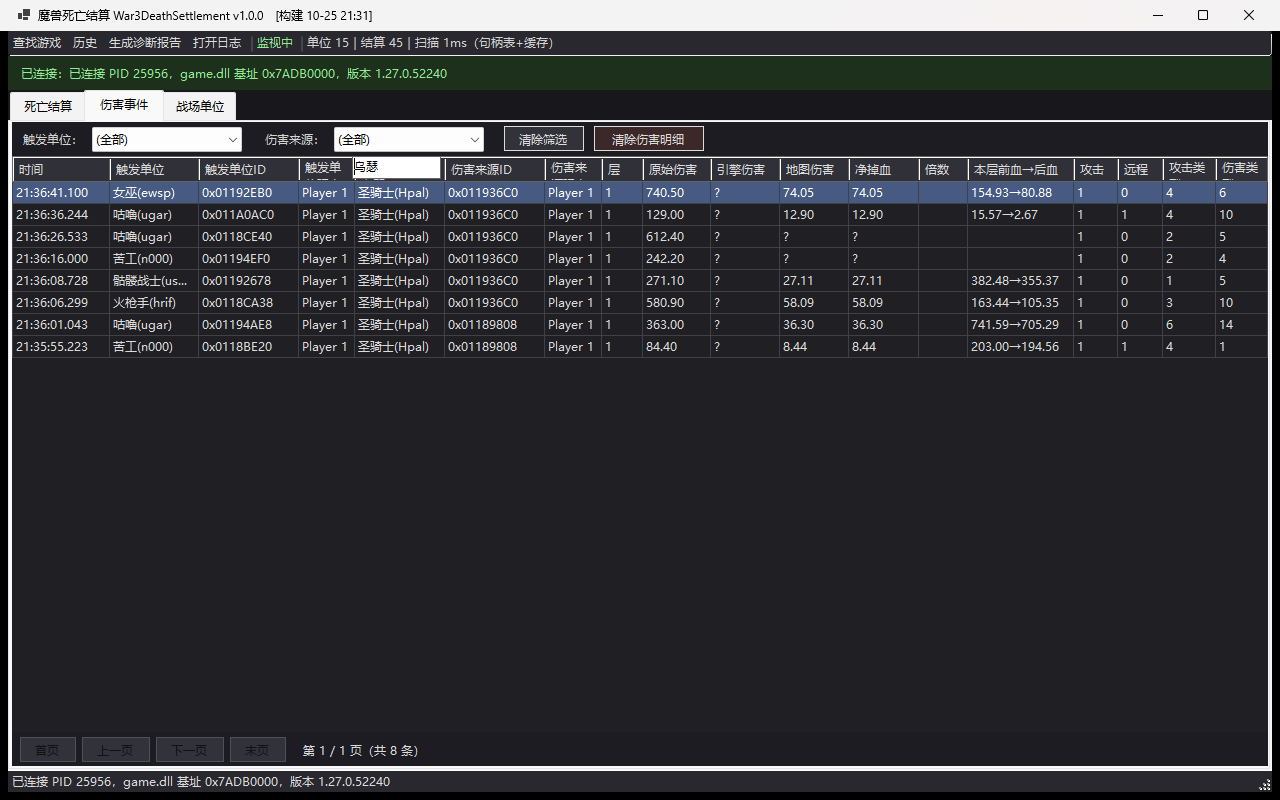 魔兽死亡结算 War3DeathSettlement v1.0.0 [构建 10-25 21:31]
查找游戏 历史 生成诊断报告 打开日志 监视中 单位 15 | 结算 45 | 扫描 1ms（句柄表+缓存）
已连接：已连接 PID 25956，game.dll 基址 0x7ADB0000，版本 1.27.0.52240
死亡结算 伤害事件 战场单位
触发单位： (全部) 伤害来源： (全部) 清除筛选 清除伤害明细
时间 触发单位 触发单位ID 触发单 乌瑟 伤害来源ID 伤害来 层 原始伤害 引擎伤害 地图伤害 净掉血 倍数 本层前血→后血 攻击 远程 攻击类 伤害类
21:36:41.100 女巫(ewsp) 0x01192EB0 Player 1 圣骑士(Hpal) 0x011936C0 Player 1 1 740.50 ? 74.05 74.05 154.93→80.88 1 0 4 6
21:36:36.244 咕噜(ugar) 0x011A0AC0 Player 1 圣骑士(Hpal) 0x011936C0 Player 1 1 129.00 ? 12.90 12.90 15.57→2.67 1 1 4 10
21:36:26.533 咕噜(ugar) 0x0118CE40 Player 1 圣骑士(Hpal) 0x011936C0 Player 1 1 612.40 ? ? ? 1 0 2 5
21:36:16.000 苦工(n000) 0x01194EF0 Player 1 圣骑士(Hpal) 0x011936C0 Player 1 1 242.20 ? ? ? 1 0 2 4
21:36:08.728 骷髅战士(us... 0x01192678 Player 1 圣骑士(Hpal) 0x011936C0 Player 1 1 271.10 ? 27.11 27.11 382.48→355.37 1 0 1 5
21:36:06.299 火枪手(hrif) 0x0118CA38 Player 1 圣骑士(Hpal) 0x011936C0 Player 1 1 580.90 ? 58.09 58.09 163.44→105.35 1 0 3 10
21:36:01.043 咕噜(ugar) 0x01194AE8 Player 1 圣骑士(Hpal) 0x01189808 Player 1 1 363.00 ? 36.30 36.30 741.59→705.29 1 0 6 14
21:35:55.223 苦工(n000) 0x0118BE20 Player 1 圣骑士(Hpal) 0x01189808 Player 1 1 84.40 ? 8.44 8.44 203.00→194.56 1 1 4 1
首页 上一页 下一页 末页 第 1 / 1 页（共 8 条）
已连接 PID 25956，game.dll 基址 0x7ADB0000，版本 1.27.0.52240